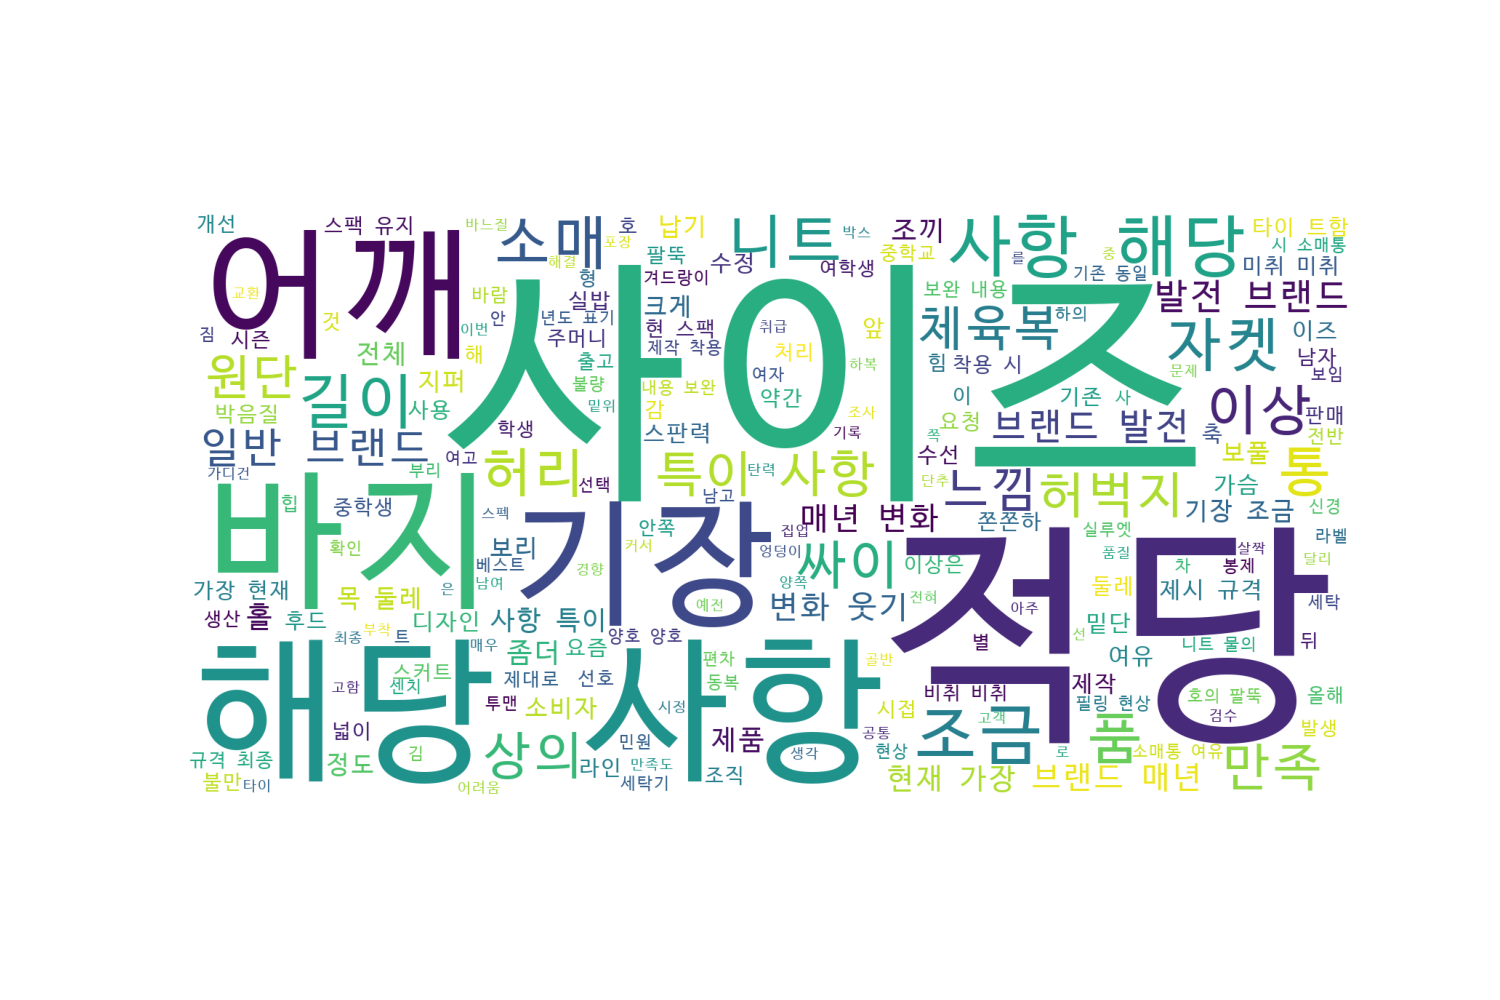 개선
스팩 유지
바느질
소매
포장
호
납기
니트
박스
조끼
사항 해당
타이 트함
어깨
해결
형
팔뚝
수정
여학생
중학교
를
중
시 소매통
교환
바람
실밥
겨드랑이
크게
사이즈
기존 동일
미취 미취
짐
시즌
것
이번
안
년도 표기
주머니
현 스팩
취급
앞
보완 내용
체육복
하의
발전 브랜드
자켓
이즈
원단
전체
해
출고
제작 착용
처리
하복
힘
착용 시
남자
보임
길이
지퍼
불량
내용 보완
여자
이
기존 사
문제
이상
박음질
사용
밑위
감
약간
조사
요청
브랜드 발전
판매
일반 브랜드
학생
스판력
기록
쪽
축
전반
가디건
부리
여고
허리
선택
특이 사항
탄력
수선
느낌
허벅지
보풀
통
바지
힙
중학생
스펙
기장
남고
단추
가슴
매년 변화
쫀쫀하
기장 조금
신경
확인
보리
안쪽
커서
집업
적당
실루엣
라벨
베스트
경향
엉덩이
싸이
이상은
품질
살짝
봉제
달리
가장 현재
은
남여
양쪽
전혀
차
목 둘레
예전
변화 웃기
아주
둘레
제시 규격
세탁
생산
홀
후드
디자인
사항 특이
해당 사항
최종
부착
트
매우
양호 양호
별
선
밑단
뒤
좀더
요즘
편차
골반
여유
니트 물의
고함
스커트
센치
제대로
선호
동복
비취 비취
제작
호의 팔뚝
올해
넓이
투맨
소비자
시정
시접
조금
고객
필링 현상
품
검수
상의
민원
제품
공통
발생
규격 최종
정도
김
라인
만족도
생각
현상
로
소매통 여유
만족
불만
타이
어려움
세탁기
조직
현재 가장
브랜드 매년